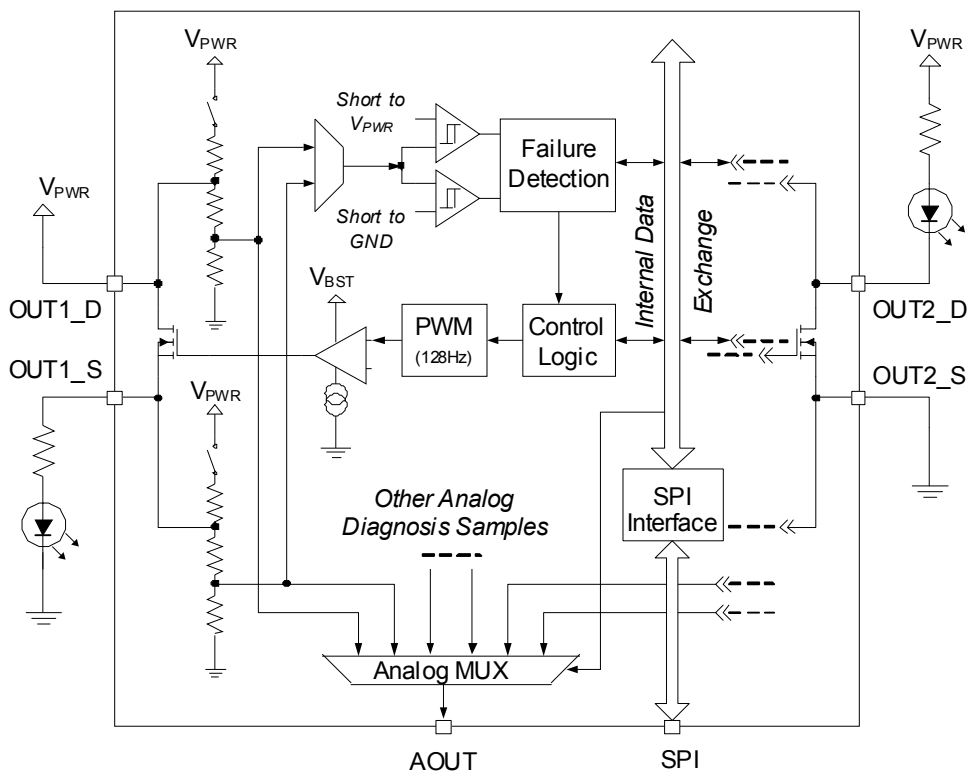 VPWR
VPWR
Short to
VPWR
Failure
Detection
VPWR
Short to
GND
Internal Data
Exchange
OUT1_D
OUT2_D
VBST
PWM
(128Hz)
Control
Logic
OUT1_S
OUT2_S
VPWR
Other Analog
Diagnosis Samples
SPI
Interface
Analog MUX
AOUT
SPI